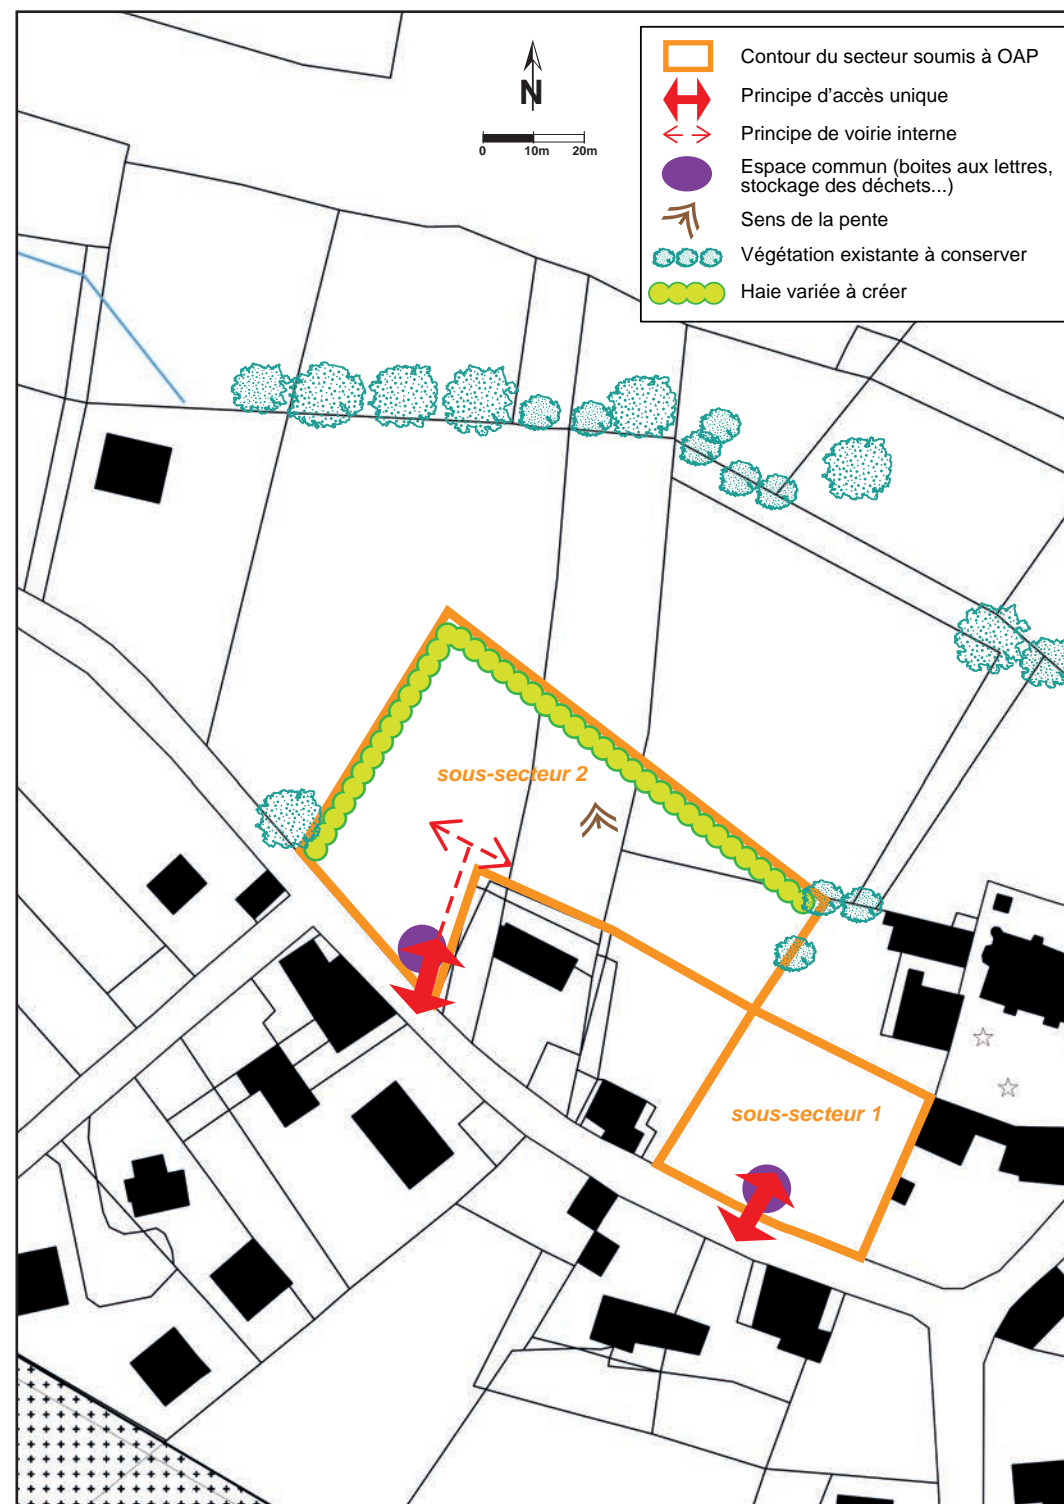 N
0 10m 20m
Contour du secteur soumis à OAP
Principe d'accès unique
Principe de voirie interne
Espace commun (boites aux lettres,
stockage des déchets...)
Sens de la pente
Végétation existante à conserver
Haie variée à créer
sous-secteur 2
sous-secteur 1